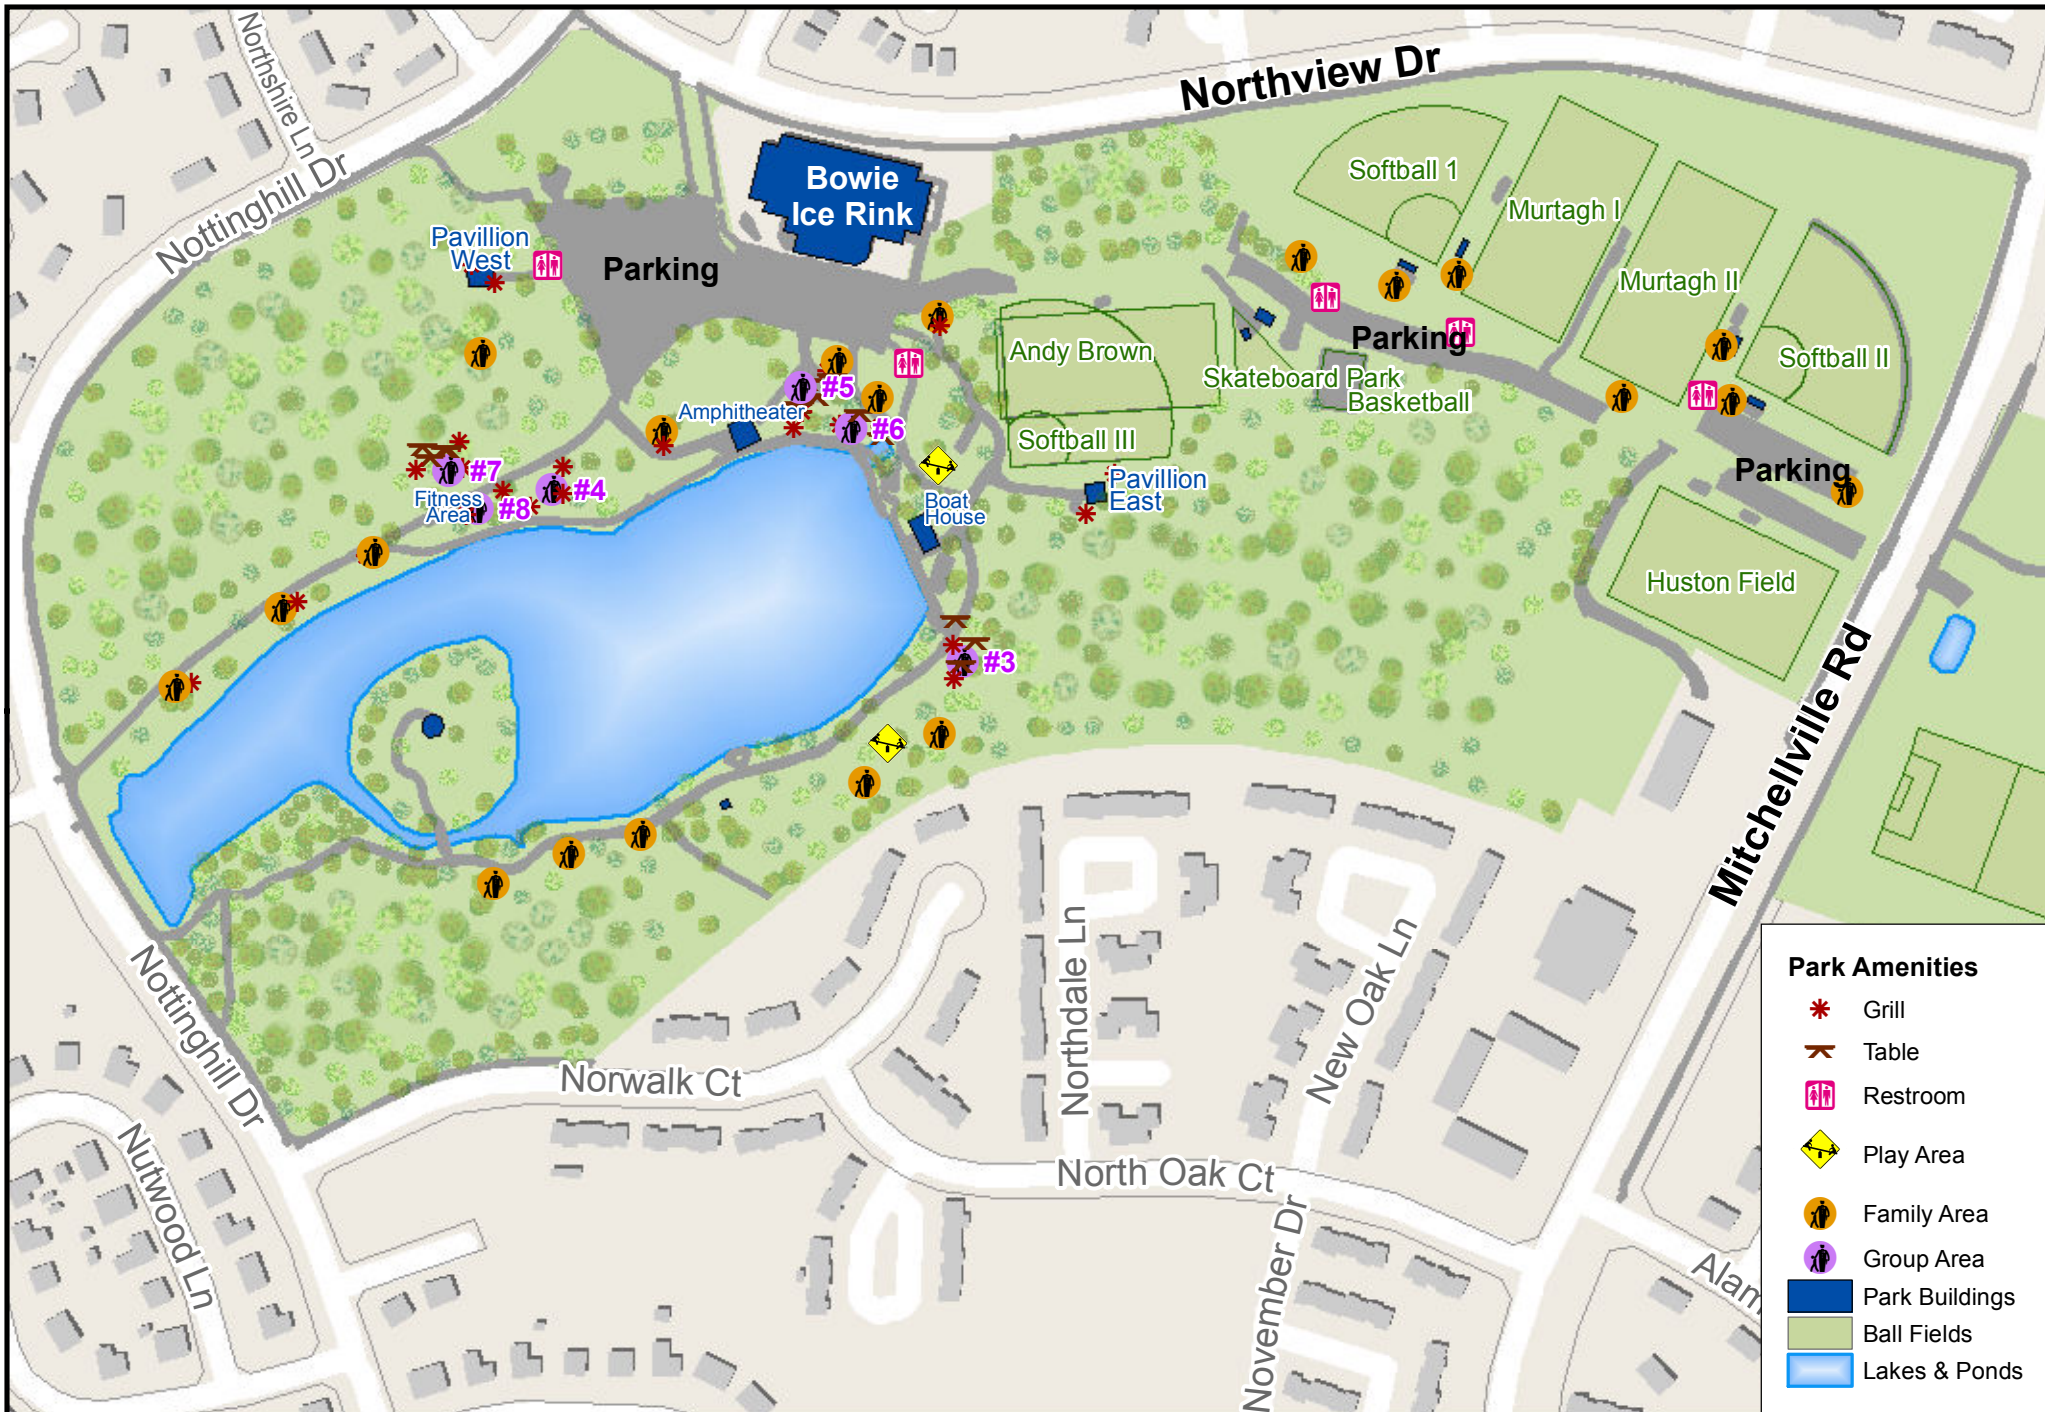 Northshire Ln
Nottinghill Dr
Northview Dr
Bowie
Ice Rink
Pavillion
West
Parking
Softball 1
Murtagh I
Murtagh II
Softball II
Parking
Andy Brown
Skateboard Park
Basketball
Softball III
Amphitheater
#5
#6
#7
#4
Fitness
Area
#8
Pavillion
East
Boat
House
Parking
Huston Field
#3
Mitchellville Rd
Nottinghill Dr
Norwalk Ct
Northdale Ln
New Oak Ln
North Oak Ct
November Dr
Nutwood Ln
Alam
Park Amenities
Grill
Table
Restroom
Play Area
Family Area
Group Area
Park Buildings
Ball Fields
Lakes & Ponds